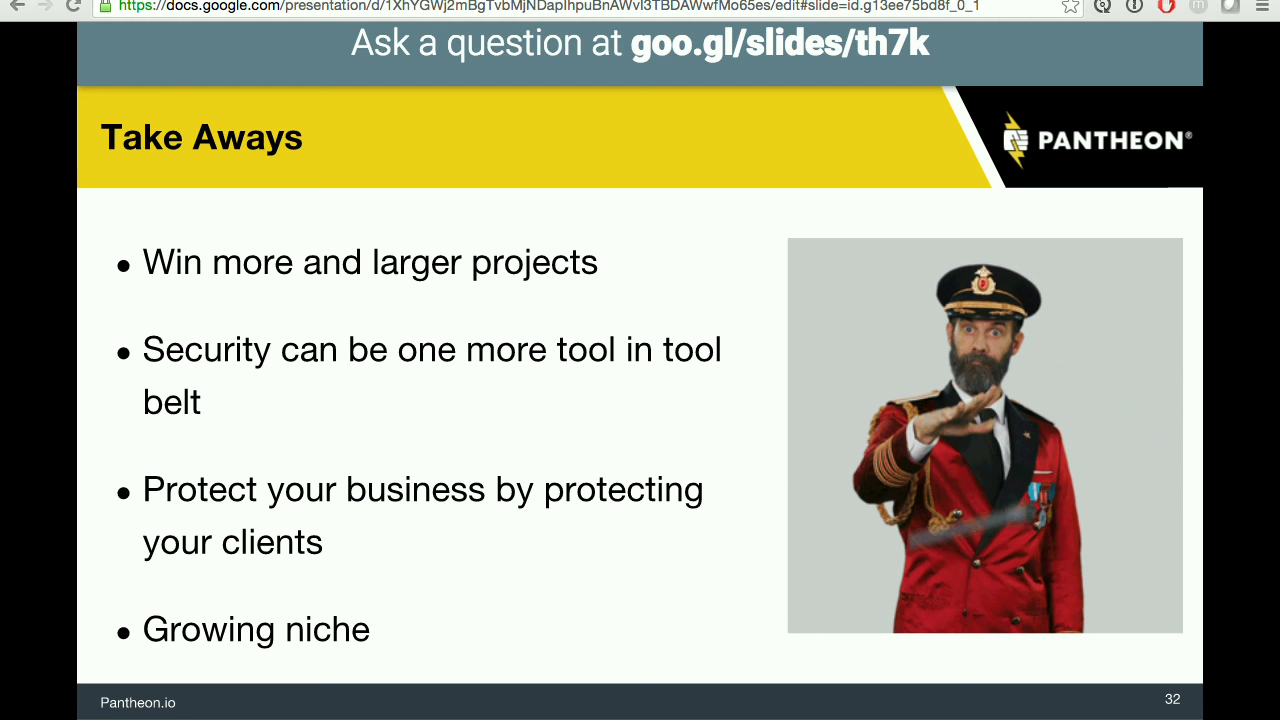 https://docs.google.com/presentation/d/1XhYGWj2mBgTvbMjNDapIhpuBnAWvl3TBDAWwfMo65es/edit#slide=id.g13ee75bd8f_0_1
Ask a question at goo.gl/slides/th7k
Take Aways
PANTHEON®
● Win more and larger projects
● Security can be one more tool in tool
belt
● Protect your business by protecting
your clients
● Growing niche
Pantheon.io
32